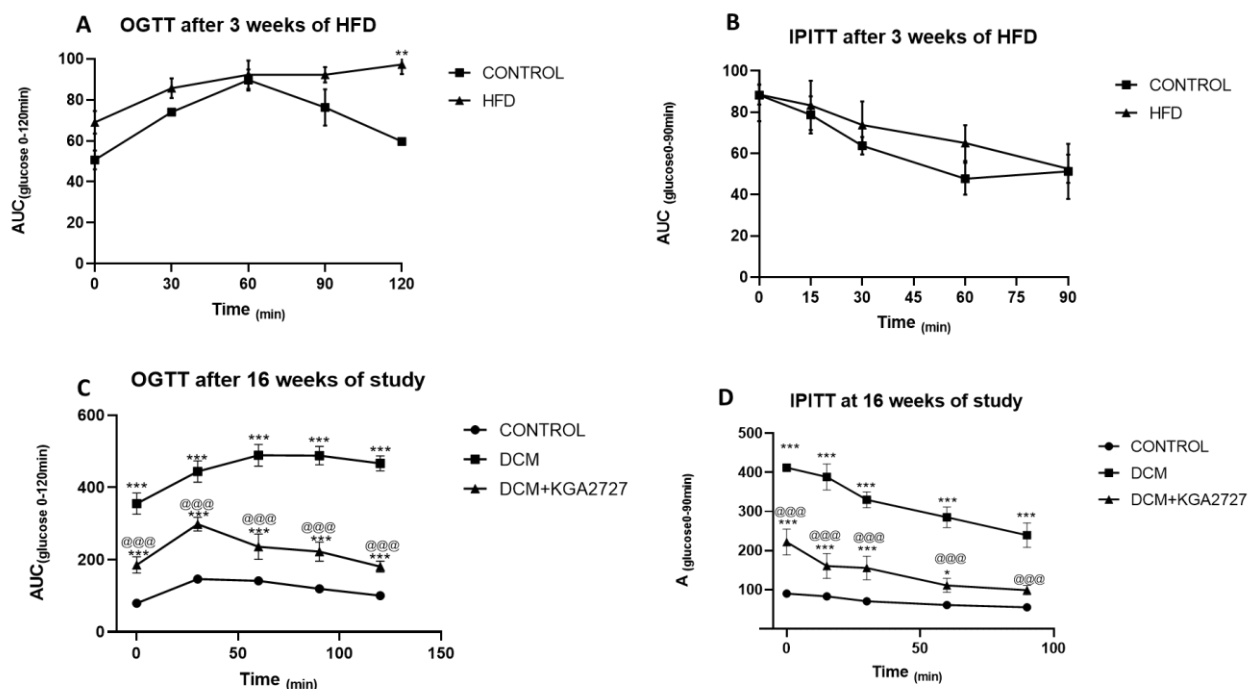 A
OGTT after 3 weeks of HFD
AUC(glucose 0-120min)
100
80
60
40
20
0
**
0 30 60 90 120
Time (min)
CONTROL
HFD
B
IPITT after 3 weeks of HFD
AUC (glucose0-90min)
100
80
60
40
20
0
0 15 30 45 60 75 90
Time (min)
CONTROL
HFD
C
OGTT after 16 weeks of study
AUC(glucose 0-120min)
600
400
200
0
*** *** *** *** ***
@@@ @@@ @@@ @@@ @@@
*** *** *** *** ***
0 50 100 150
Time (min)
CONTROL
DCM
DCM+KGA2727
D
IPITT at 16 weeks of study
A (glucose0-90min)
500
400
300
200
100
*** *** *** *** ***
@@@ @@@ @@@ @@@ @@@
*** *** *** *
0 50 100
Time (min)
CONTROL
DCM
DCM+KGA2727